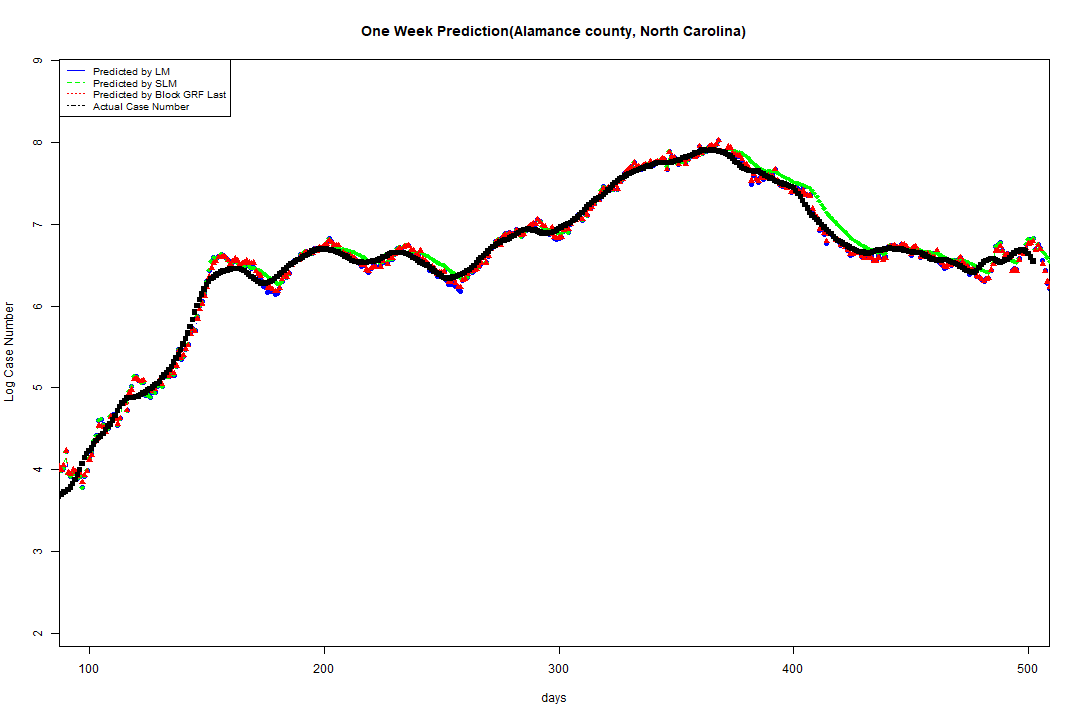 One Week Prediction(Alamance county, North Carolina)
Predicted by LM
Predicted by SLM
Predicted by Block GRF Last
Actual Case Number
9
8
7
6
5
4
3
2
Log Case Number
100 200 300 400 500
days